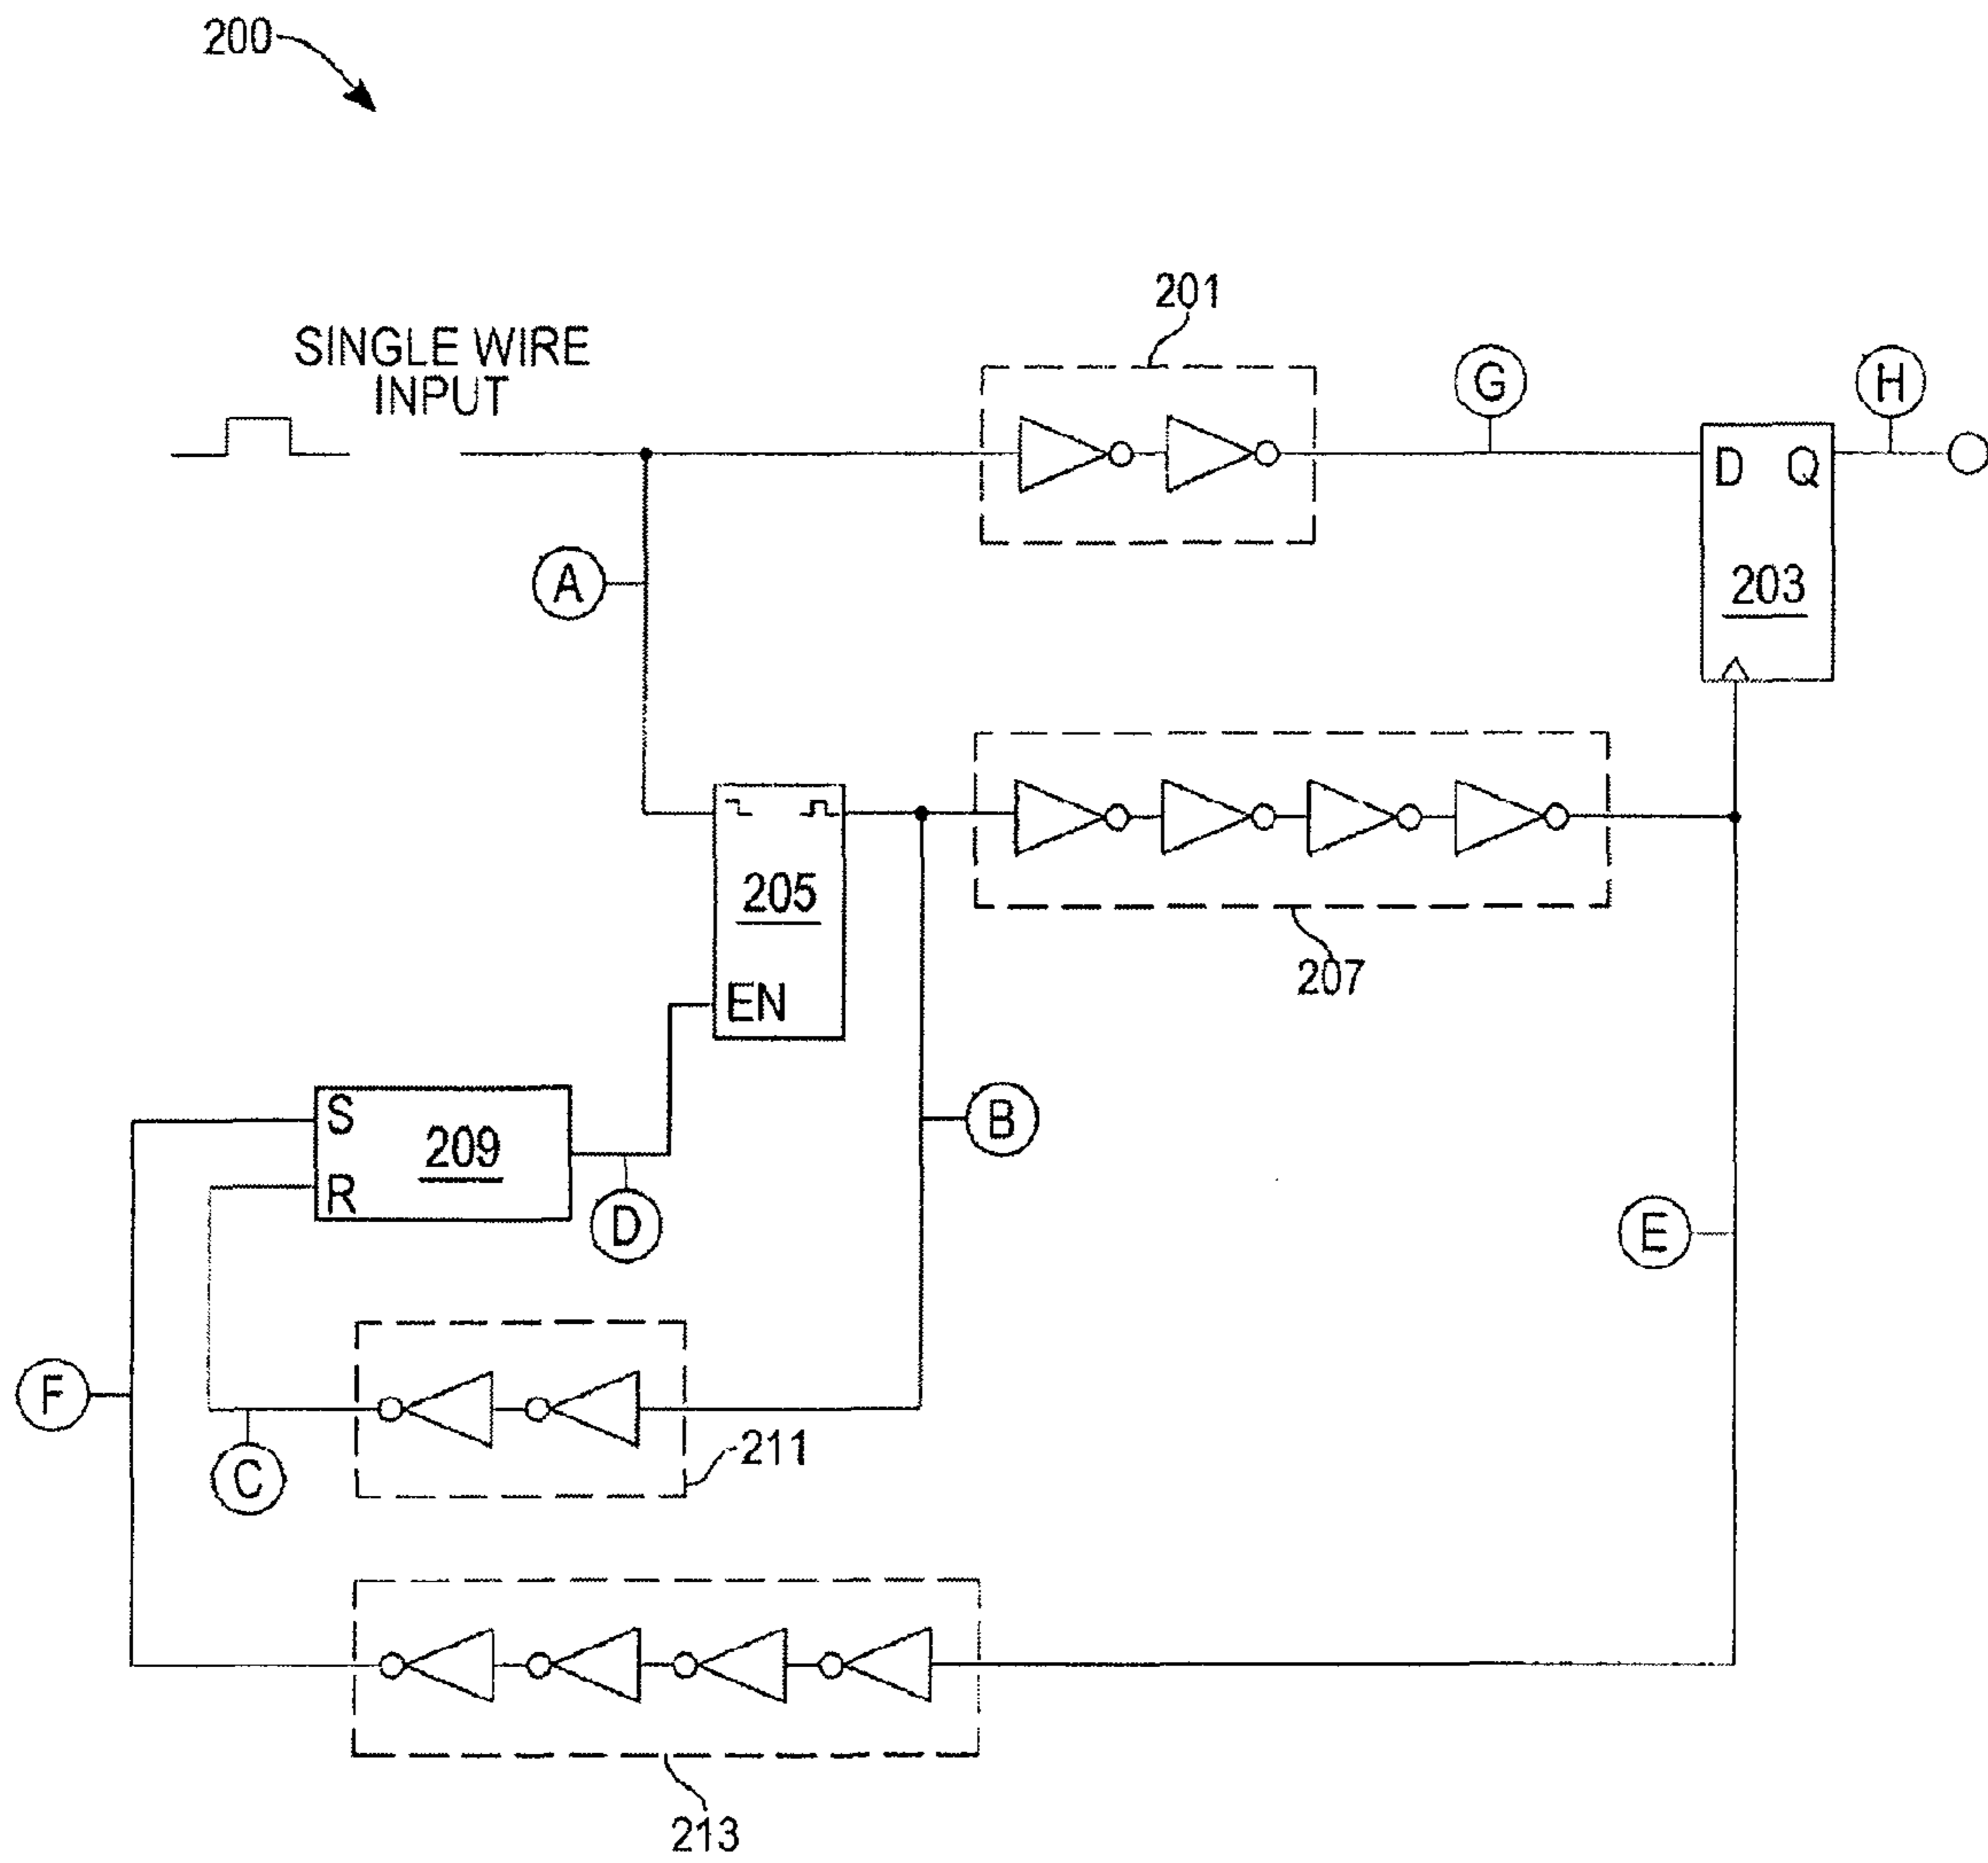 200
201
SINGLE WIRE
INPUT
G
H
D Q
A
203
205
207
EN
S
209
R
B
D
E
F
C
211
213